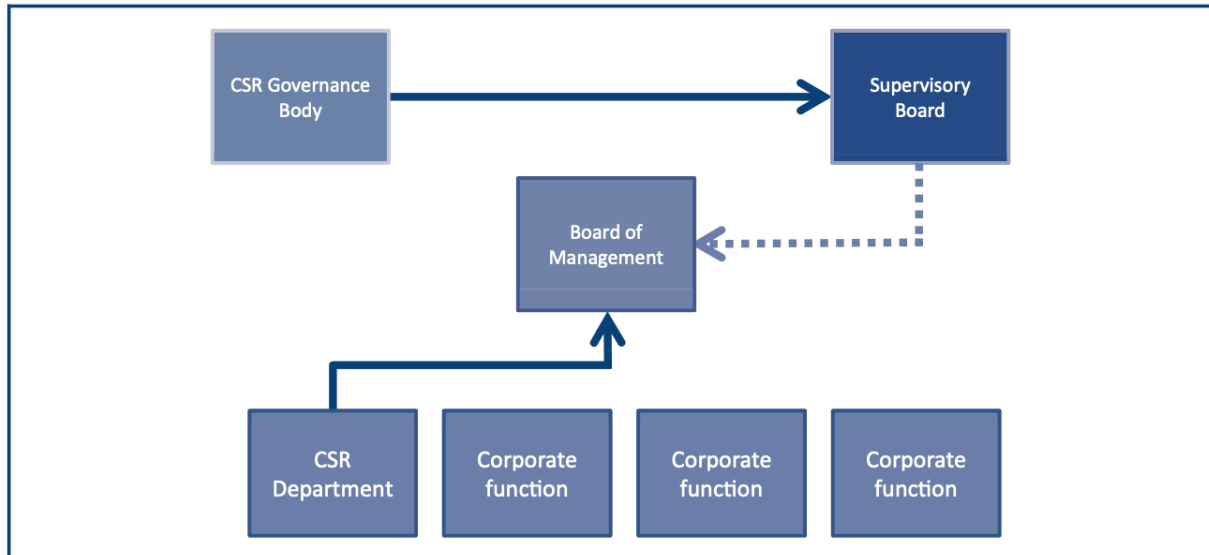 CSR Governance
Body
Supervisory
Board
Board of
Management
CSR
Department
Corporate
function
Corporate
function
Corporate
function